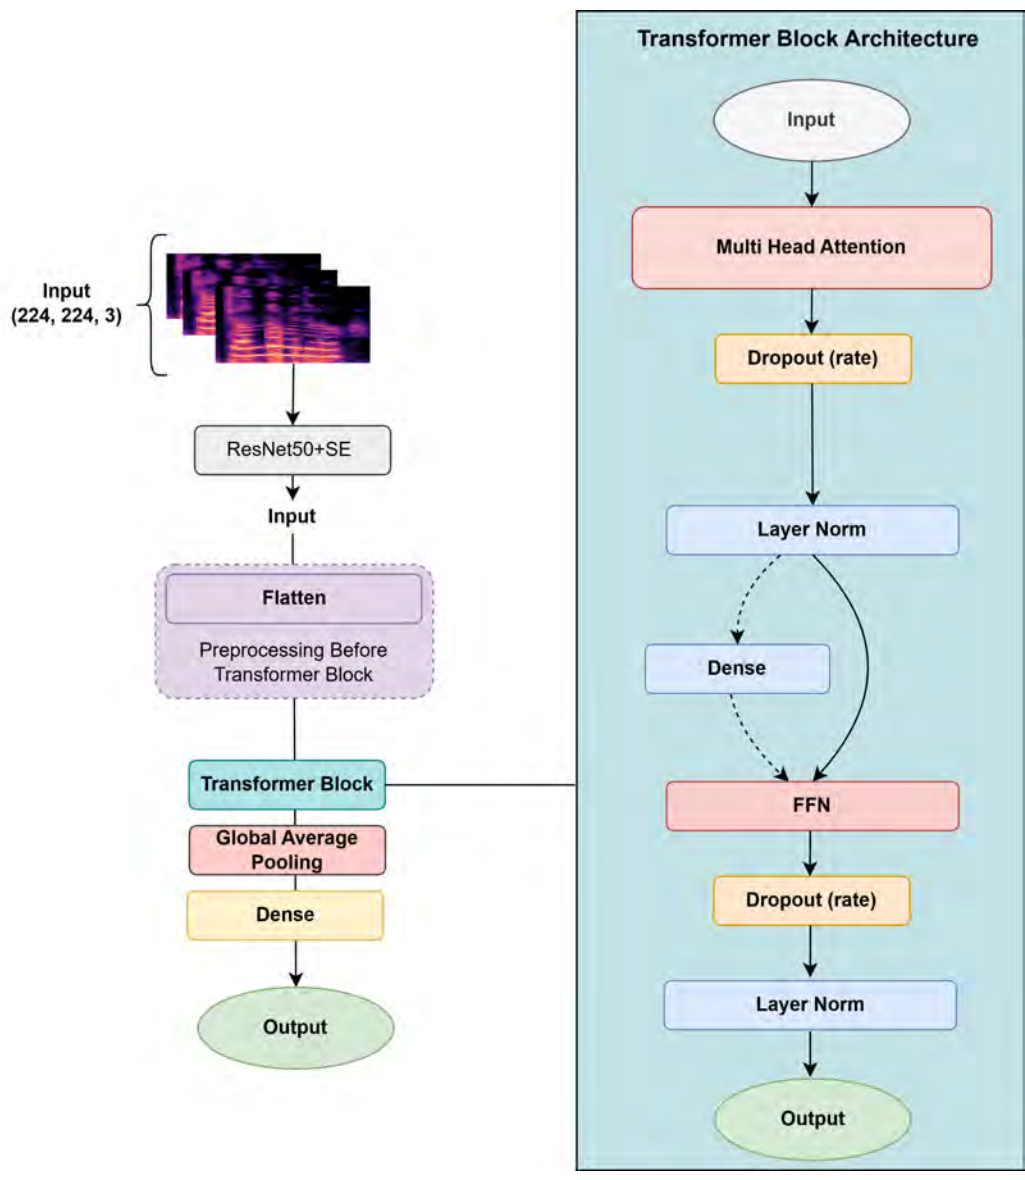 Input
(224, 224, 3)
ResNet50+SE
Input
Flatten
Preprocessing Before
Transformer Block
Transformer Block
Global Average
Pooling
Dense
Output
Transformer Block Architecture
Input
Multi Head Attention
Dropout (rate)
Layer Norm
Dense
FFN
Dropout (rate)
Layer Norm
Output